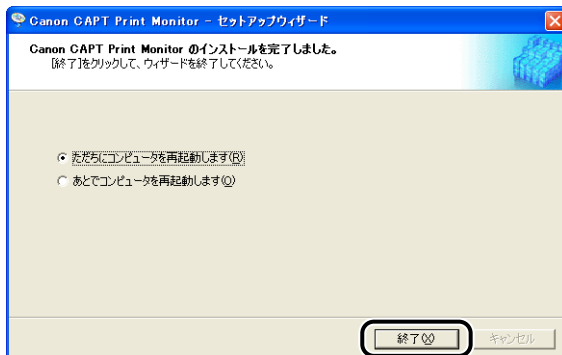 Canon CAPT Print Monitor - セットアップウィザード
Canon CAPT Print Monitor のインストールを完了しました。
[終了]をクリックして、ウィザードを終了してください。
ただちにコンピュータを再起動します(R)
あとでコンピュータを再起動します(O)
終了(X)
キャンセル